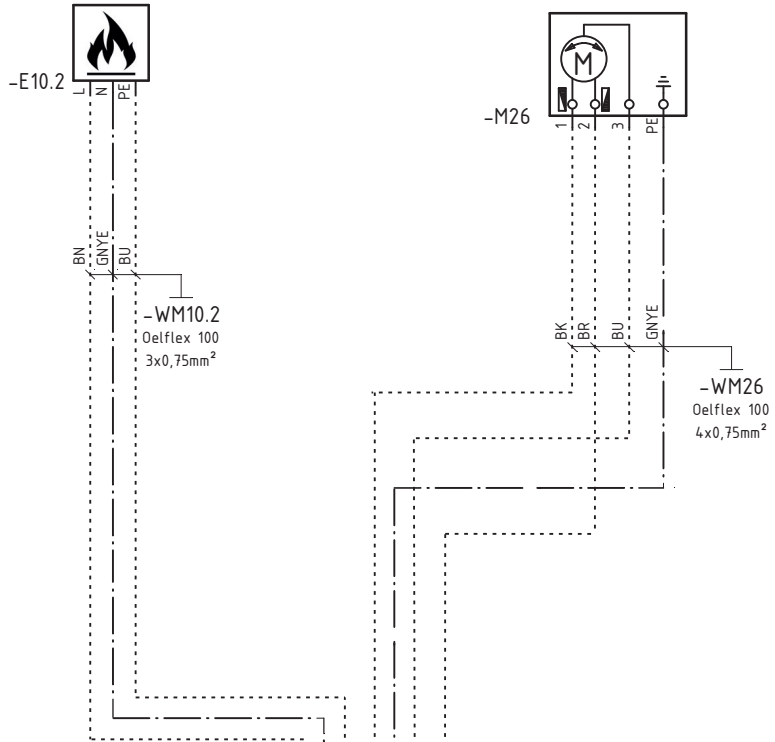 -E10.2
L
N
PE
BN
GNYE
BU
-WM10.2
Oelflex 100
3x0,75mm²
M
-M26
1
2
3
PE
BK
BR
BU
GNYE
-WM26
Oelflex 100
4x0,75mm²